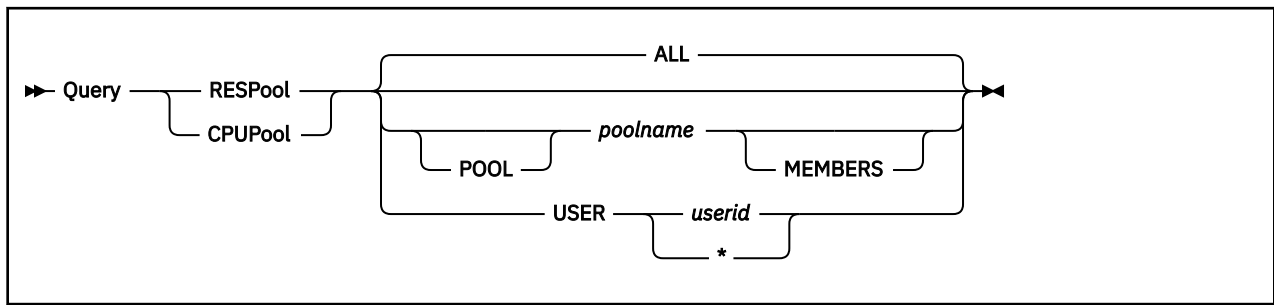 ALL
Query RESPool
CPUPool
poolname
POOL MEMBERS
USER userid
*